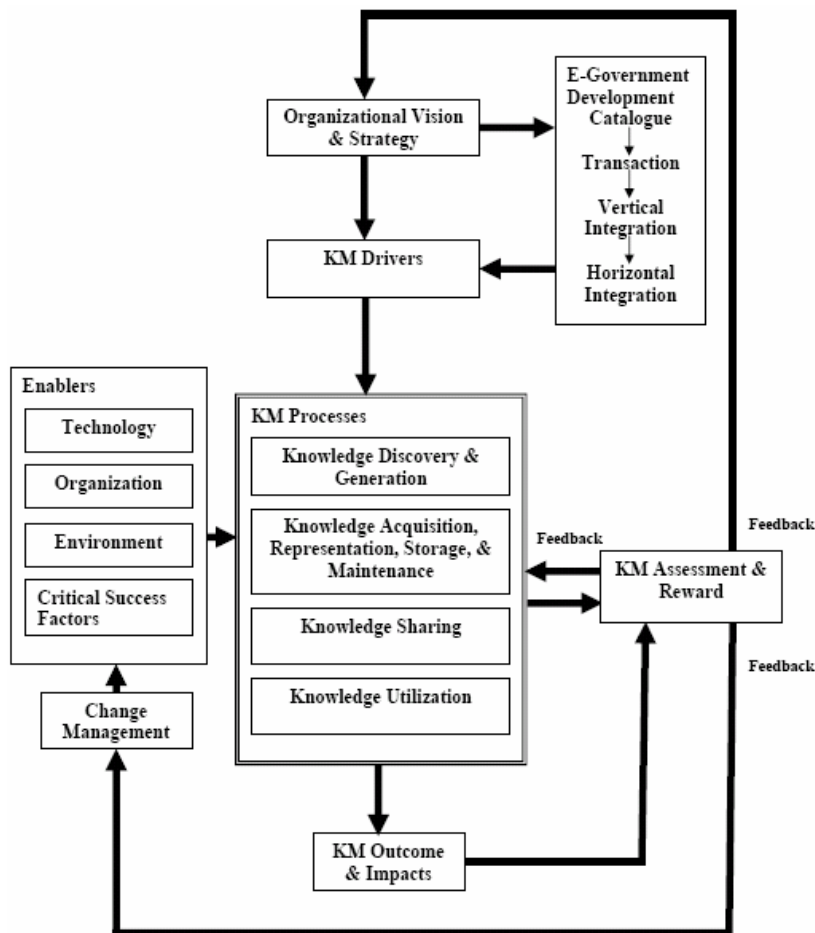 E-Government
Development
Catalogue
Transaction
Vertical
Integration
Horizontal
Integration
Organizational Vision
& Strategy
KM Drivers
Enablers
Technology
Organization
Environment
Critical Success
Factors
KM Processes
Knowledge Discovery &
Generation
Knowledge Acquisition,
Representation, Storage, &
Maintenance
Knowledge Sharing
Knowledge Utilization
Feedback
Feedback
KM Assessment &
Reward
Feedback
Change
Management
KM Outcome
& Impacts